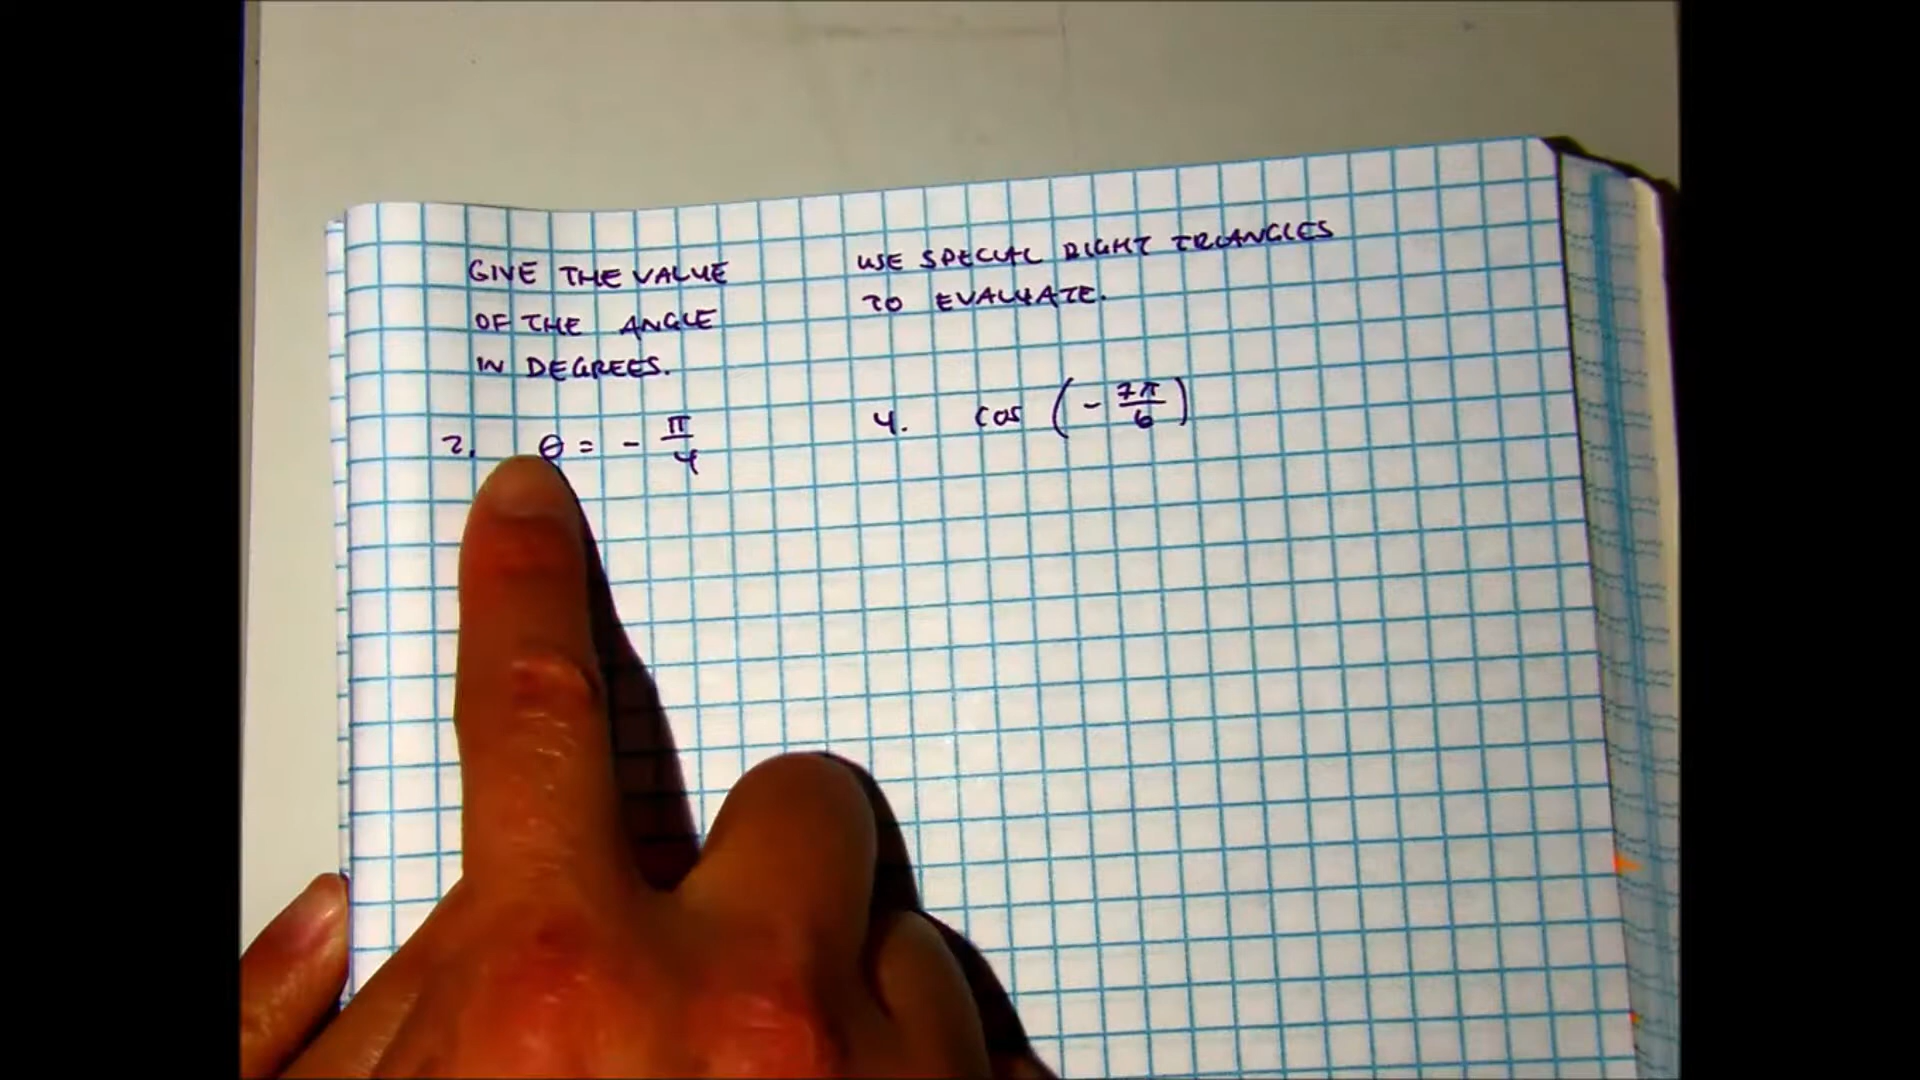 GIVE THE VALUE
OF THE ANGLE
IN DEGREES.
2. θ = - π/4
USE SPECIAL RIGHT TRIANGLES
TO EVALUATE.
4. cos (- 7π/6)